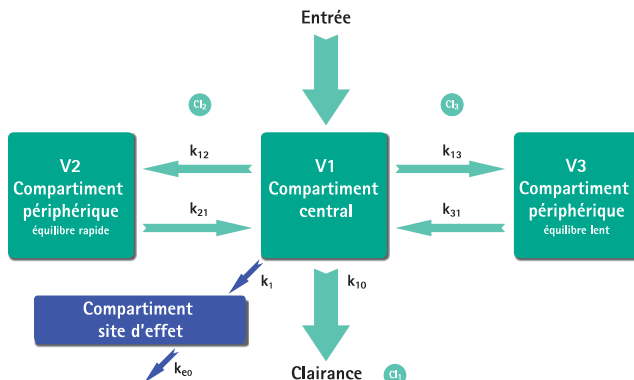 Entrée
Cl₂
Cl₃
k₁₂
k₁₃
V2
Compartiment
périphérique
équilibre rapide
V1
Compartiment
central
V3
Compartiment
périphérique
équilibre lent
k₂₁
k₃₁
k₁
k₁₀
Compartiment
site d'effet
kₑ₀
Clairance
Cl₁